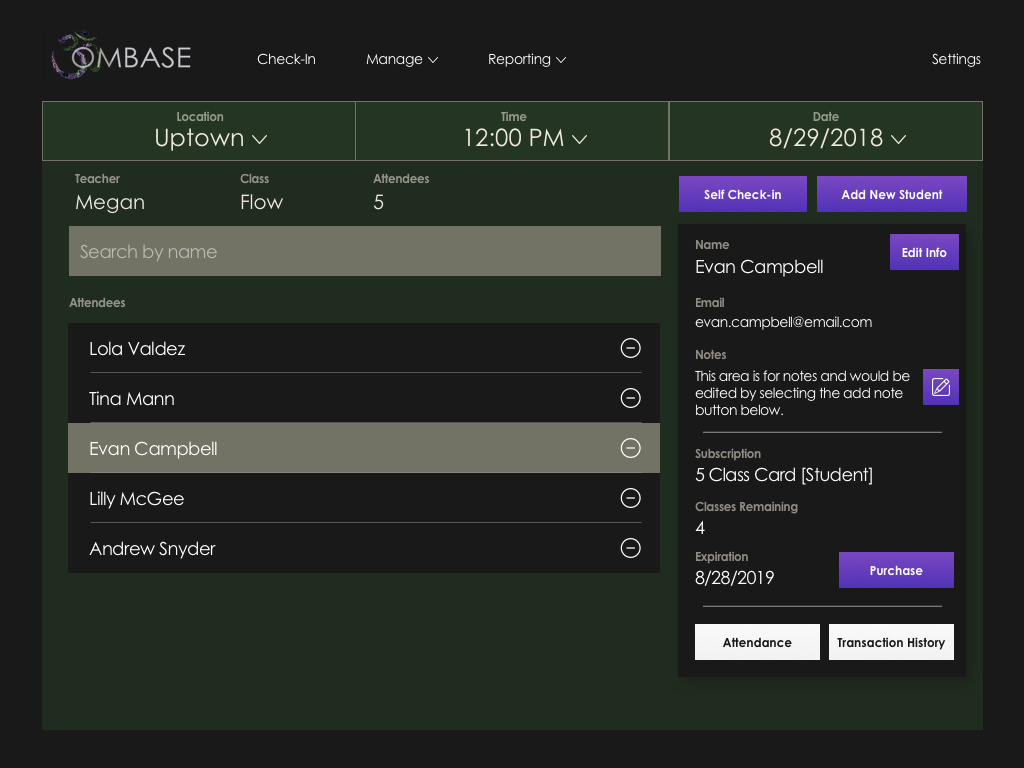 OMBASE
Check-In
Manage
Reporting
Settings
Location
Uptown
Time
12:00 PM
Date
8/29/2018
Teacher
Megan
Class
Flow
Attendees
5
Self Check-in
Add New Student
Search by name
Attendees
Lola Valdez
Tina Mann
Evan Campbell
Lilly McGee
Andrew Snyder
Name
Evan Campbell
Edit Info
Email
evan.campbell@email.com
Notes
This area is for notes and would be
edited by selecting the add note
button below.
Subscription
5 Class Card [Student]
Classes Remaining
4
Expiration
8/28/2019
Purchase
Attendance
Transaction History